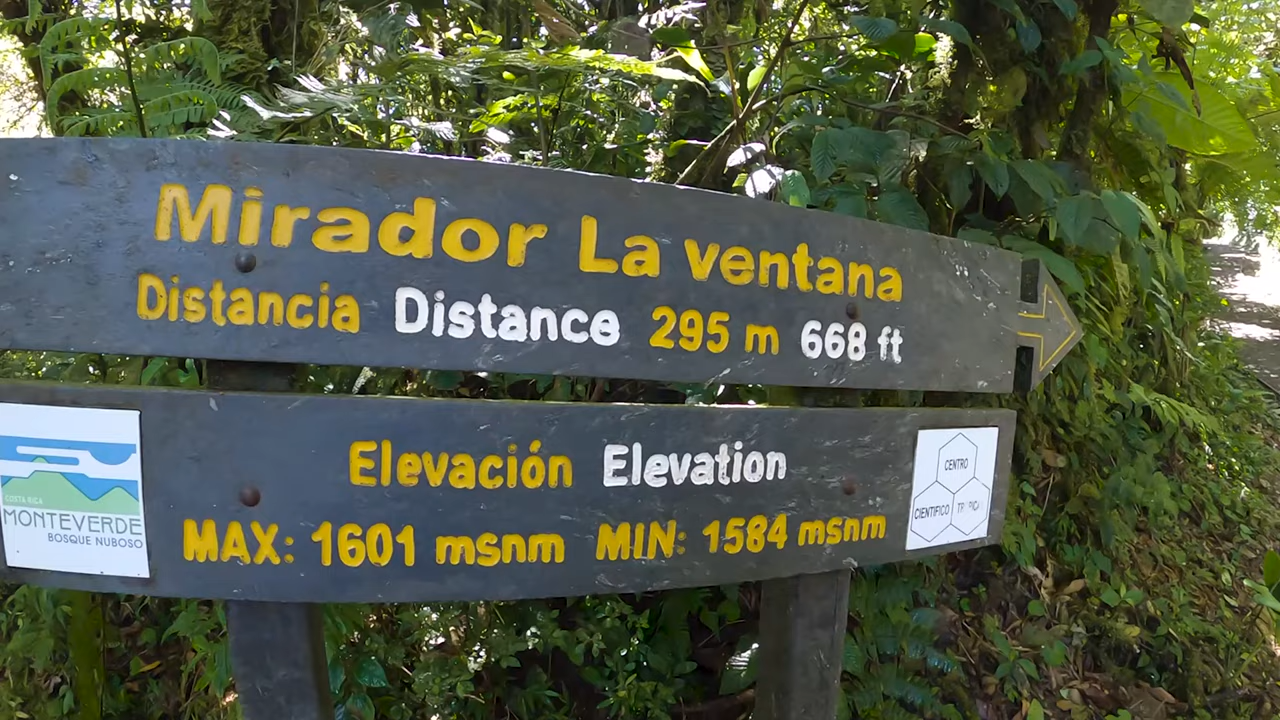 Mirador La ventana
Distancia Distance 295 m 668 ft
Elevación Elevation
MAX: 1601 msnm MIN: 1584 msnm
COSTA RICA
MONTEVERDE
BOSQUE NUBOSO
CENTRO
CIENTIFICO